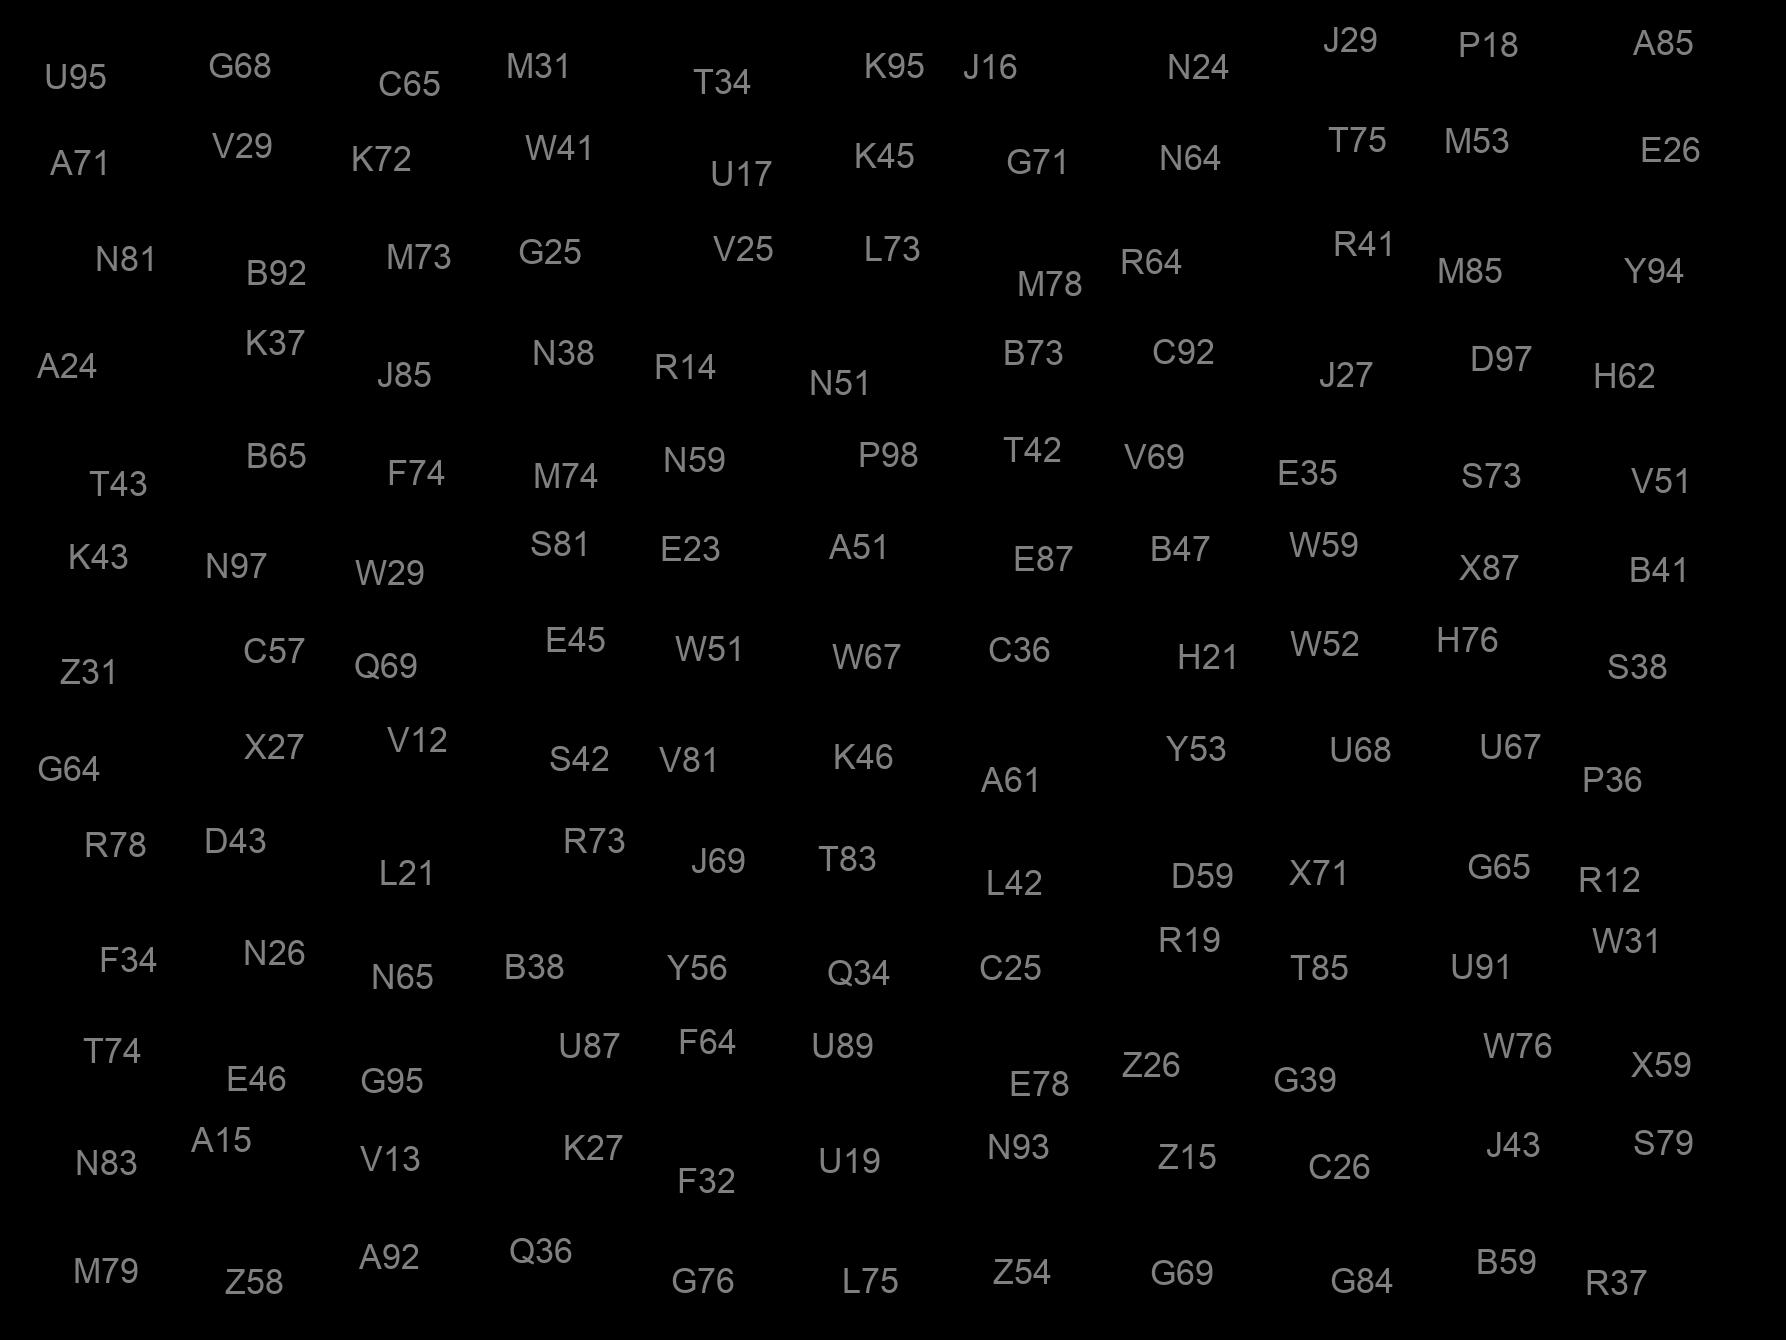 U95 G68 C65 M31 T34 K95 J16 N24 J29 P18 A85
A71 V29 K72 W41 U17 K45 G71 N64 T75 M53 E26
N81 B92 M73 G25 V25 L73 M78 R64 R41 M85 Y94
A24 K37 J85 N38 R14 N51 B73 C92 J27 D97 H62
T43 B65 F74 M74 N59 P98 T42 V69 E35 S73 V51
K43 N97 W29 S81 E23 A51 E87 B47 W59 X87 B41
Z31 C57 Q69 E45 W51 W67 C36 H21 W52 H76 S38
G64 X27 V12 S42 V81 K46 A61 Y53 U68 U67 P36
R78 D43 L21 R73 J69 T83 L42 D59 X71 G65 R12
F34 N26 N65 B38 Y56 Q34 C25 R19 T85 U91 W31
T74 E46 G95 U87 F64 U89 E78 Z26 G39 W76 X59
N83 A15 V13 K27 F32 U19 N93 Z15 C26 J43 S79
M79 Z58 A92 Q36 G76 L75 Z54 G69 G84 B59 R37